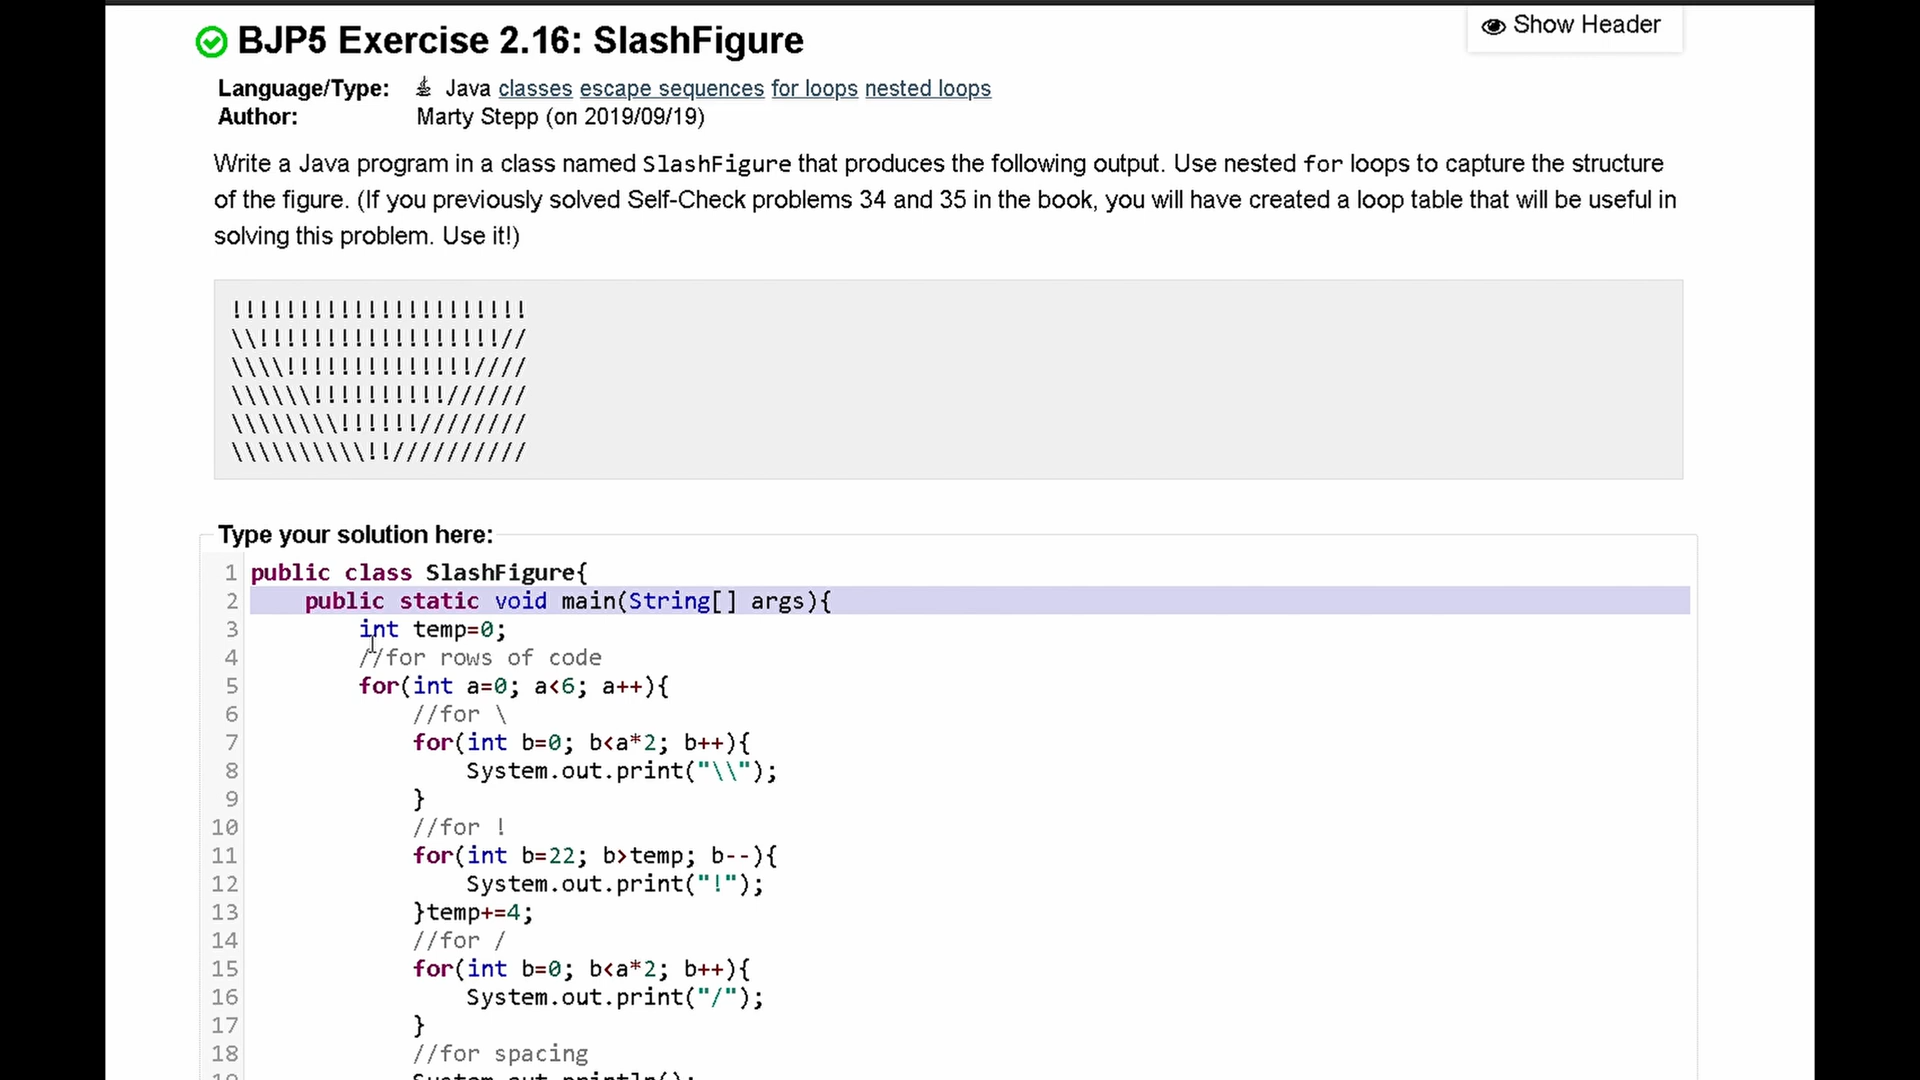 BJP5 Exercise 2.16: SlashFigure
Show Header
Language/Type: Java classes escape sequences for loops nested loops
Author: Marty Stepp (on 2019/09/19)
Write a Java program in a class named SlashFigure that produces the following output. Use nested for loops to capture the structure
of the figure. (If you previously solved Self-Check problems 34 and 35 in the book, you will have created a loop table that will be useful in
solving this problem. Use it!)
!!!!!!!!!!!!!!!!!!!!!!
\\!!!!!!!!!!!!!!!!!!//
\\\\!!!!!!!!!!!!!!////
\\\\\\!!!!!!!!!!//////
\\\\\\\\!!!!!!////////
\\\\\\\\\\!!//////////
Type your solution here:
1 public class SlashFigure{
2 public static void main(String[] args){
3 int temp=0;
4 //for rows of code
5 for(int a=0; a<6; a++){
6 //for \
7 for(int b=0; b<a*2; b++){
8 System.out.print("\\");
9 }
10 //for !
11 for(int b=22; b>temp; b--){
12 System.out.print("!");
13 }temp+=4;
14 //for /
15 for(int b=0; b<a*2; b++){
16 System.out.print("/");
17 }
18 //for spacing
19 System.out.println();